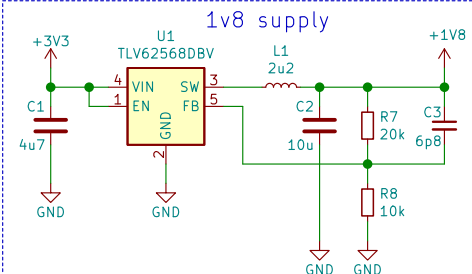 1v8 supply
+3V3
U1
TLV62568DBV
L1
2u2
+1V8
4 VIN SW 3
1 EN FB 5
GND
2
C1
4u7
C2
10u
R7
20k
C3
6p8
R8
10k
GND
GND
GND
GND